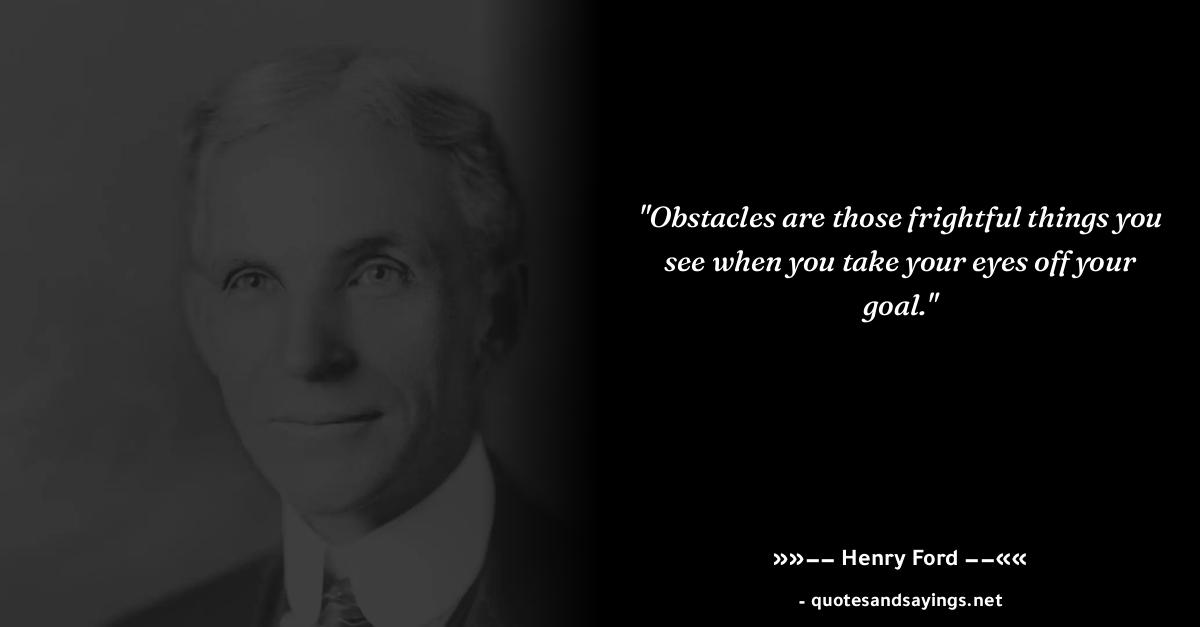 "Obstacles are those frightful things you
see when you take your eyes off your
goal."
»»–– Henry Ford ––««
- quotesandsayings.net